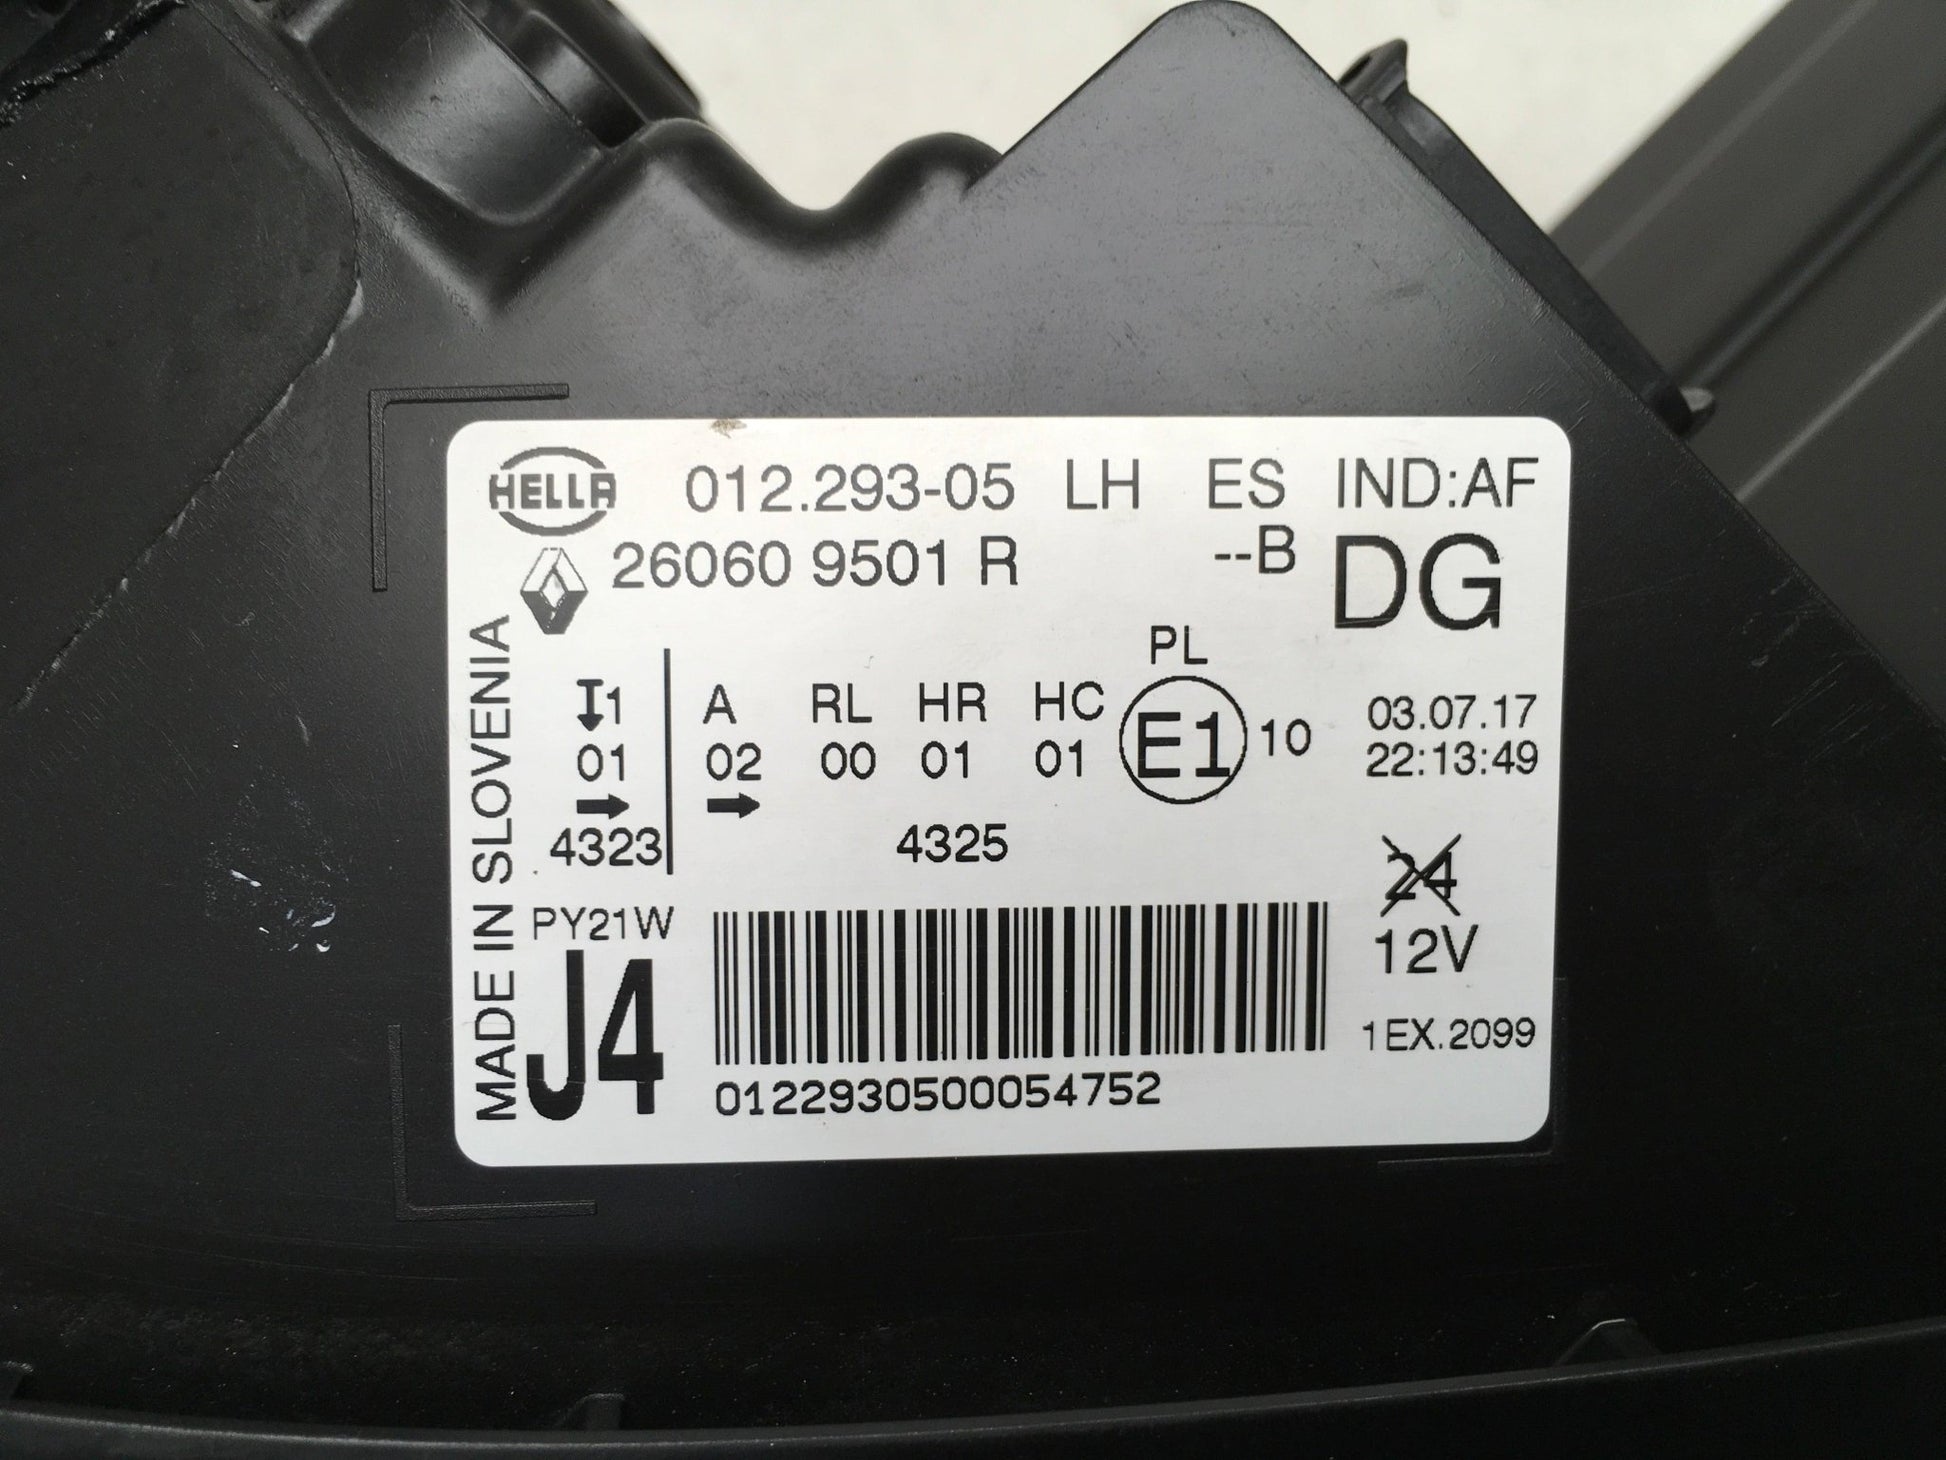 HELLA 012.293-05 LH ES IND:AF
26060 9501 R --B DG
MADE IN SLOVENIA
PL
1 A RL HR HC E1 10 03.07.17
01 02 00 01 01 22:13:49
4323 4325
24
PY21W 12V
J4
1EX.2099
01229300500054752